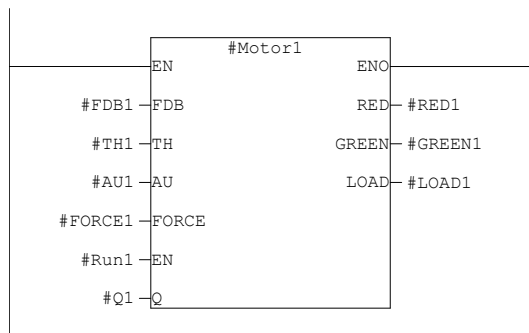 #Motor1
EN ENO
#FDB1 FDB RED #RED1
#TH1 TH GREEN #GREEN1
#AU1 AU LOAD #LOAD1
#FORCE1 FORCE
#Run1 EN
#Q1 Q